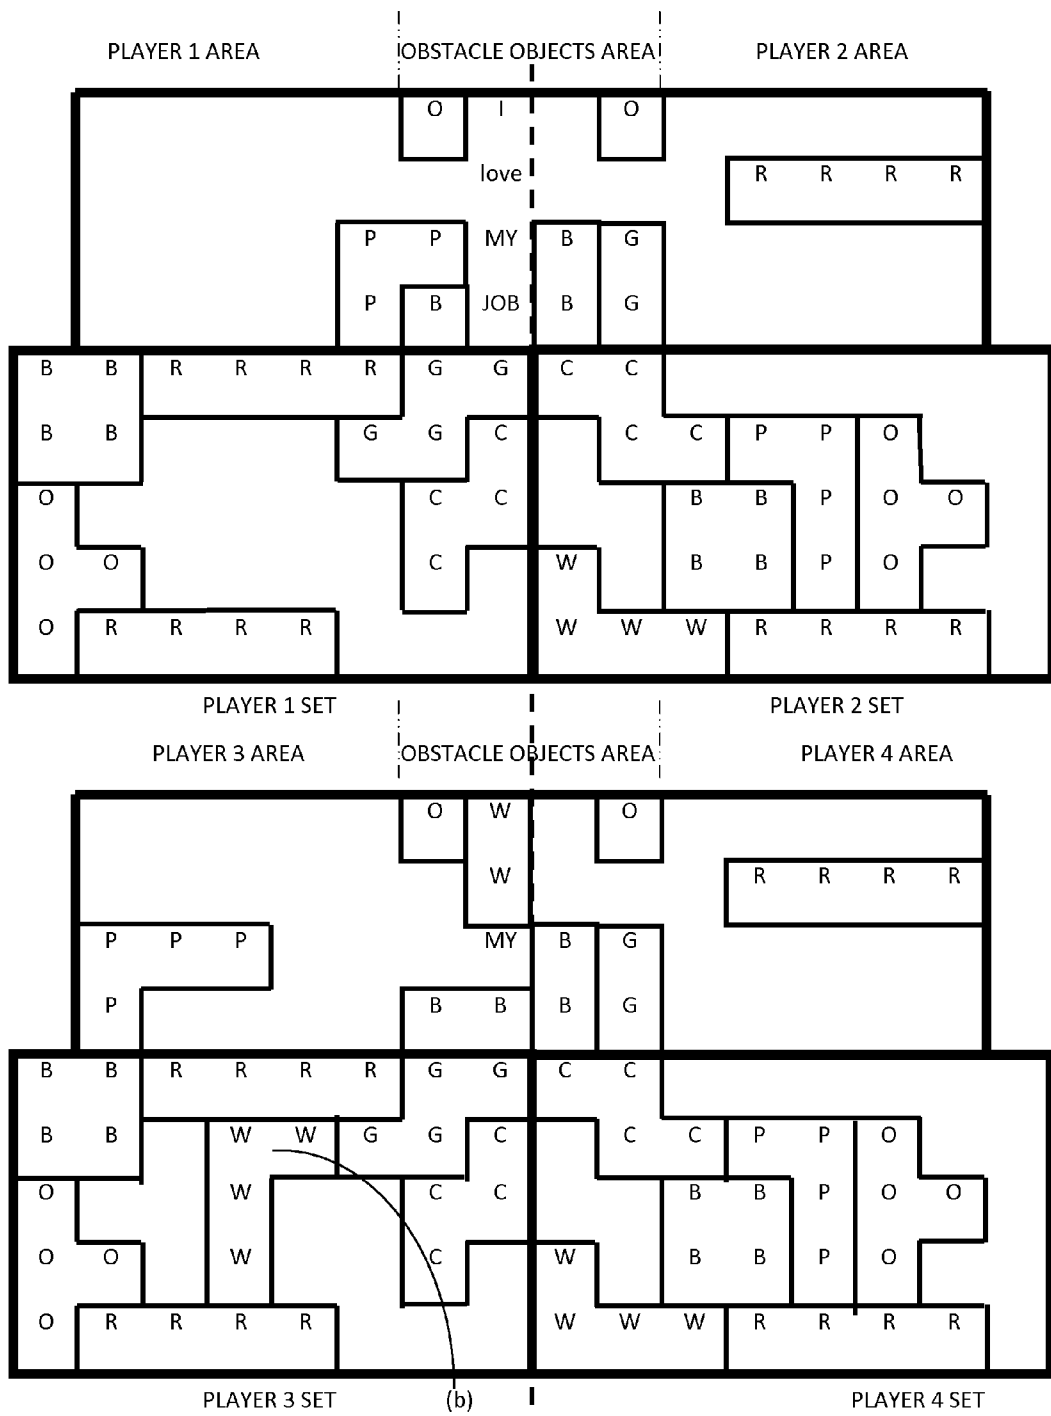 PLAYER 1 AREA OBSTACLE OBJECTS AREA PLAYER 2 AREA
O I O
love R R R R
P P MY B G
P B JOB B G
B B R R R R G G C C
B B G G C C C P P O
O C C B B P O O
O O C W B B P O
O R R R R W W W R R R R
PLAYER 1 SET PLAYER 2 SET
PLAYER 3 AREA OBSTACLE OBJECTS AREA PLAYER 4 AREA
O W O
W R R R R
P P P MY B G
P B B B G
B B R R R R G G C C
B B W W G G C C C P P O
O W C C B B P O O
O O W C W B B P O
O R R R R W W W R R R R
PLAYER 3 SET (b) PLAYER 4 SET